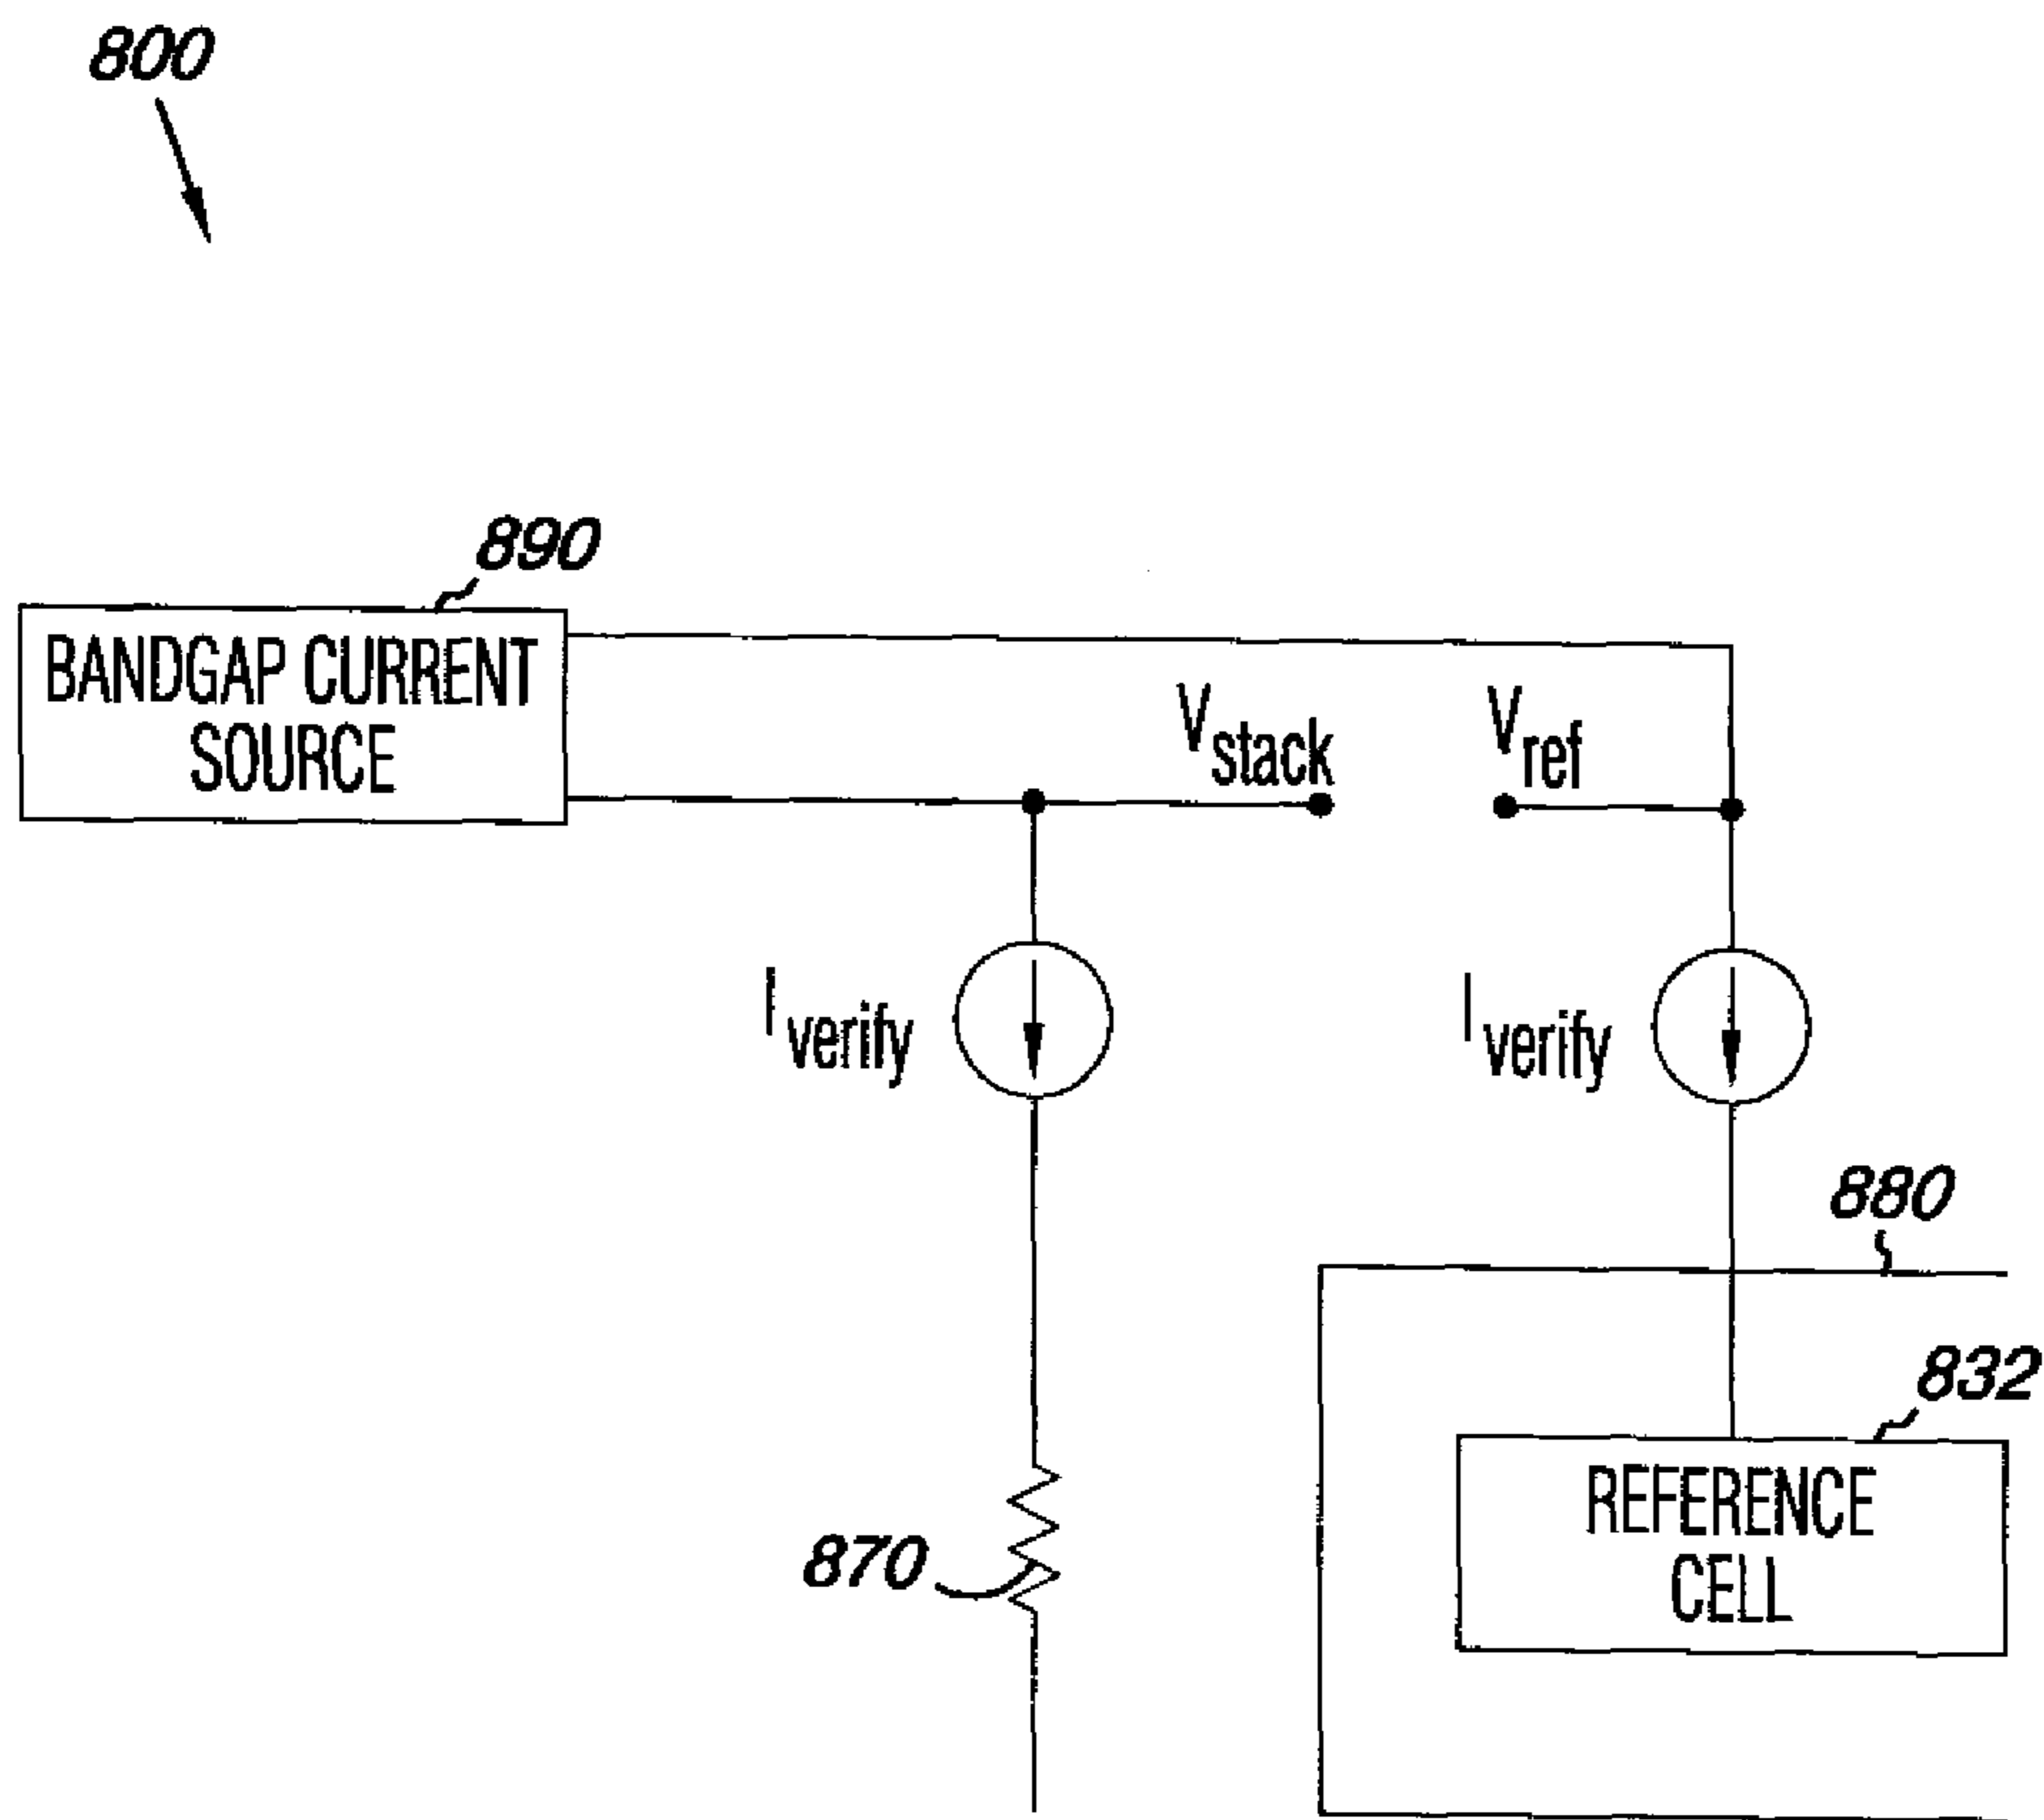 800
890
BANDGAP CURRENT
SOURCE
Vstack
Vref
Iverify
Iverify
880
832
REFERENCE
CELL
870